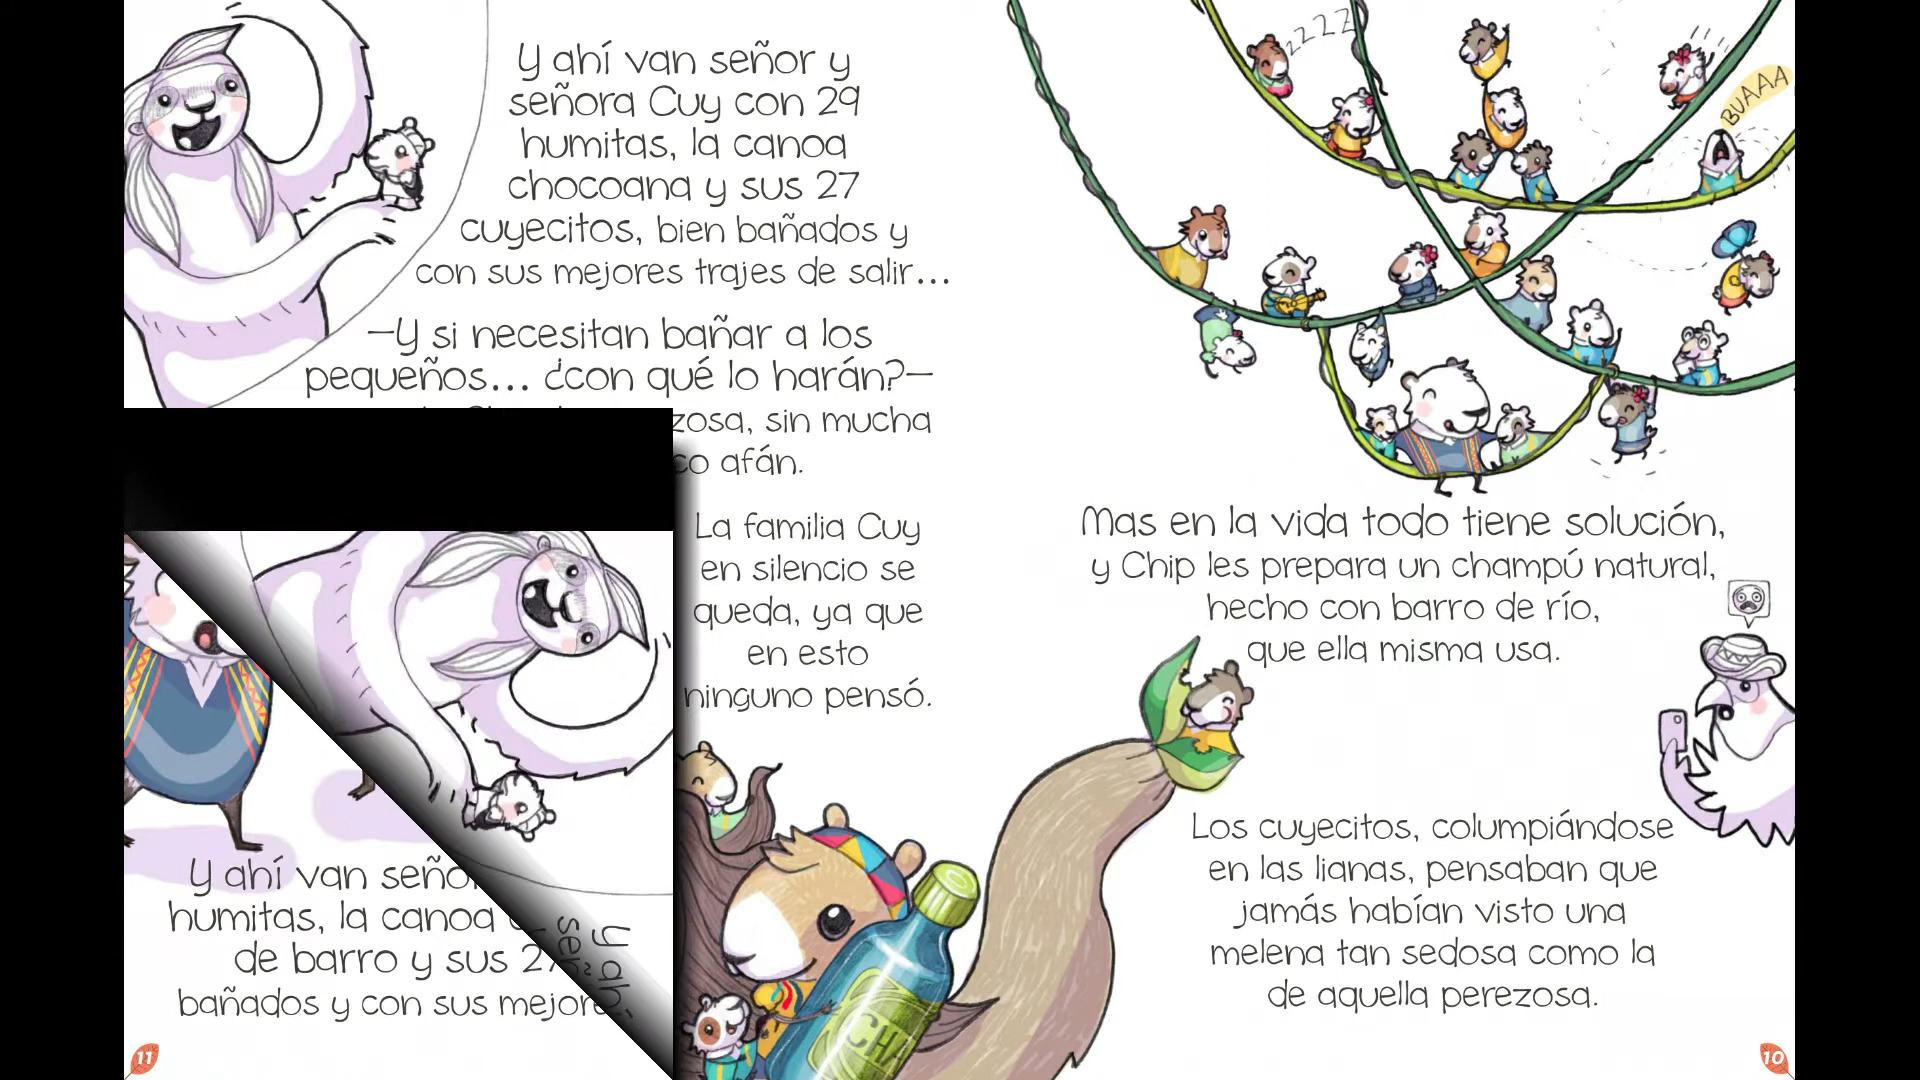 Y ahí van señor y
señora Cuy con 29
humitas, la canoa
chocoana y sus 27
cuyecitos, bien bañados y
con sus mejores trajes de salir...
—Y si necesitan bañar a los
pequeños... ¿con qué lo harán?—
sin mucha
afán.
La familia Cuy
en silencio se
queda, ya que
en esto
ninguno pensó.
Y ahí van
humitas, la canoa
de barro y sus
bañados y con sus
11
zzzzz
BUAAA
Mas en la vida todo tiene solución,
y Chip les prepara un champú natural,
hecho con barro de río,
que ella misma usa.
Los cuyecitos, columpiándose
en las lianas, pensaban que
jamás habían visto una
melena tan sedosa como la
de aquella perezosa.
10